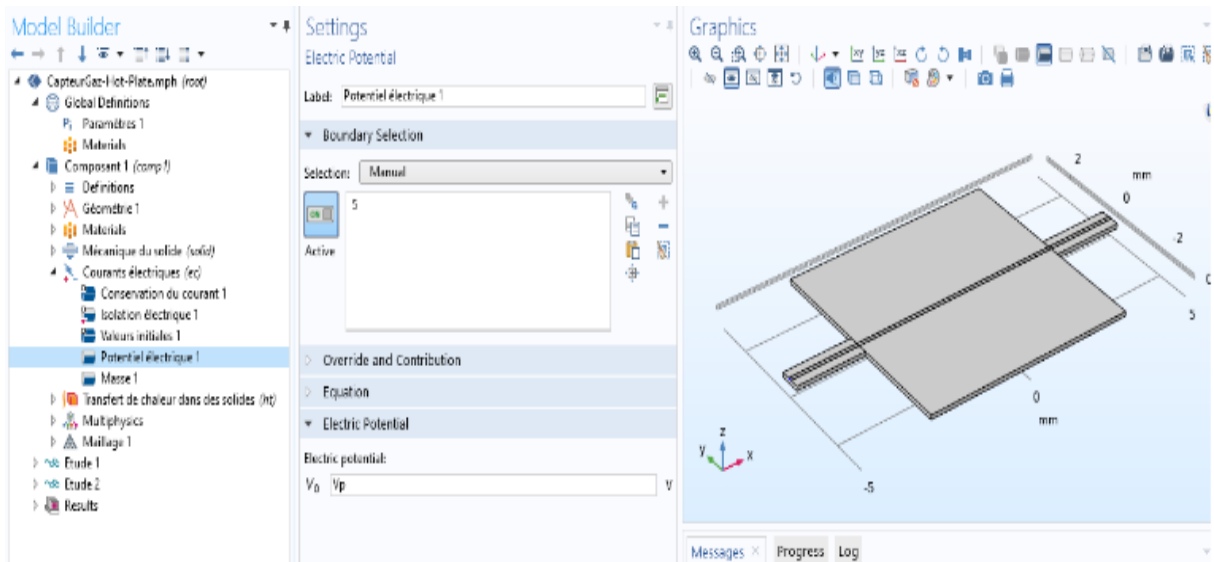 Model Builder
CapteurGaz-Hot-Plate.mph (root)
Global Definitions
Pi Paramètres 1
Materials
Composant 1 (comp1)
Definitions
Géométrie 1
Materials
Mécanique du solide (solid)
Courants électriques (ec)
Conservation du courant 1
Isolation électrique 1
Valeurs initiales 1
Potentiel électrique 1
Masse 1
Transfert de chaleur dans des solides (ht)
Multiphysics
Maillage 1
Etude 1
Etude 2
Results
Settings
Electric Potential
Label: Potentiel électrique 1
Boundary Selection
Selection: Manual
ON
5
Active
Override and Contribution
Equation
Electric Potential
Electric potential:
V0 Vp V
Graphics
2
mm
0
-2
5
0
mm
-5
z
y
x
Messages Progress Log